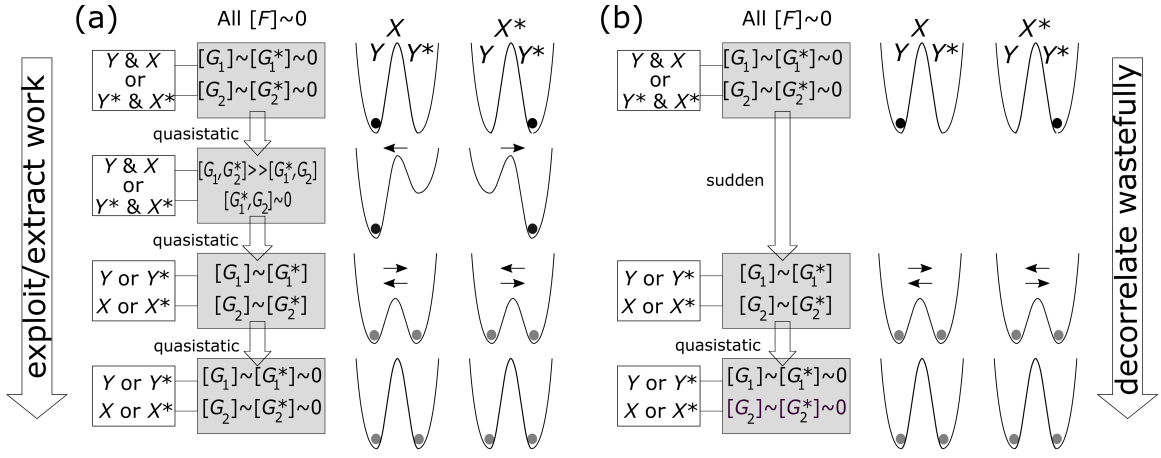 (a)
All [F]~0
exploit/extract work
Y & X
or
Y* & X*
[G₁]~[G₁*]~0
[G₂]~[G₂*]~0
X
Y Y*
X*
Y Y*
quasistatic
Y & X
or
Y* & X*
[G₁,G₂*]>>[G₁*,G₂]
[G₁*,G₂]~0
quasistatic
Y or Y*
X or X*
[G₁]~[G₁*]
[G₂]~[G₂*]
quasistatic
Y or Y*
X or X*
[G₁]~[G₁*]~0
[G₂]~[G₂*]~0
(b)
All [F]~0
Y & X
or
Y* & X*
[G₁]~[G₁*]~0
[G₂]~[G₂*]~0
X
Y Y*
X*
Y Y*
sudden
Y or Y*
X or X*
[G₁]~[G₁*]
[G₂]~[G₂*]
quasistatic
Y or Y*
X or X*
[G₁]~[G₁*]~0
[G₂]~[G₂*]~0
decorrelate wastefully